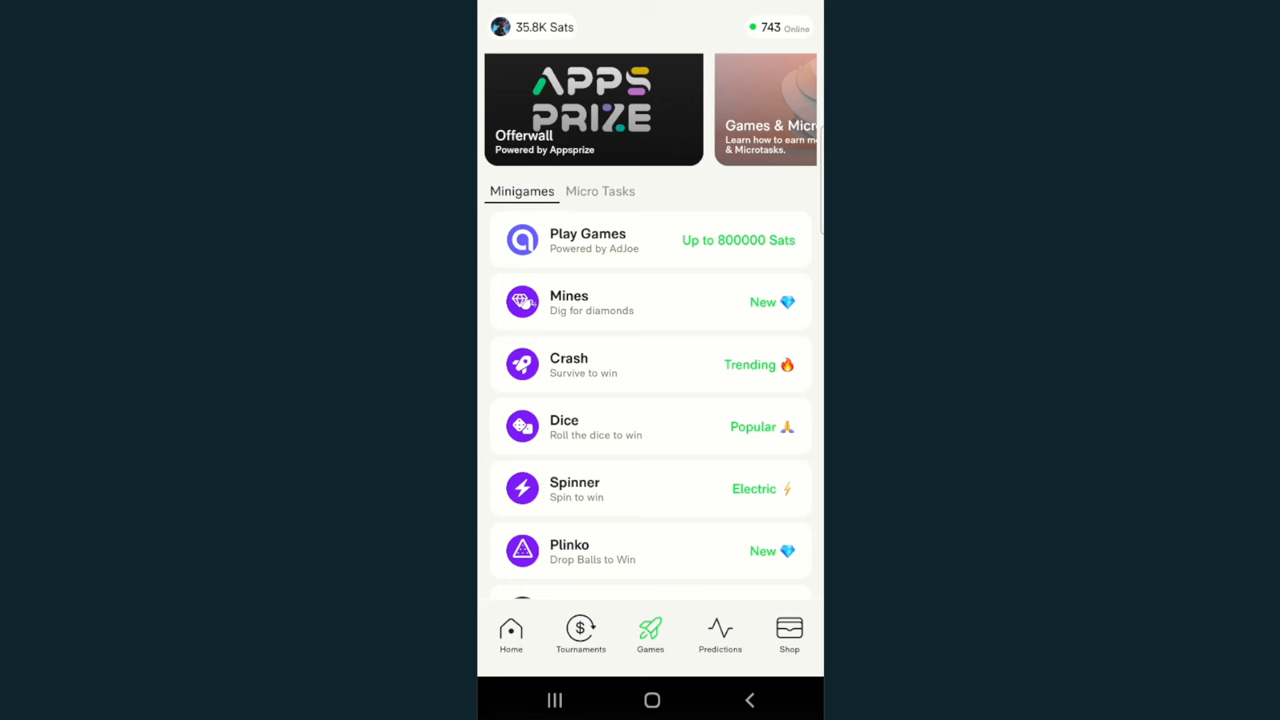 35.8K Sats
743 Online
APPS
PRIZE
Offerwall
Powered by Appsprize
Games & Micr
Learn how to earn m
& Microtasks.
Minigames
Micro Tasks
Play Games
Powered by AdJoe
Up to 800000 Sats
Mines
Dig for diamonds
New 💎
Crash
Survive to win
Trending 🔥
Dice
Roll the dice to win
Popular 🙏
Spinner
Spin to win
Electric ⚡
Plinko
Drop Balls to Win
New 💎
Home
Tournaments
Games
Predictions
Shop